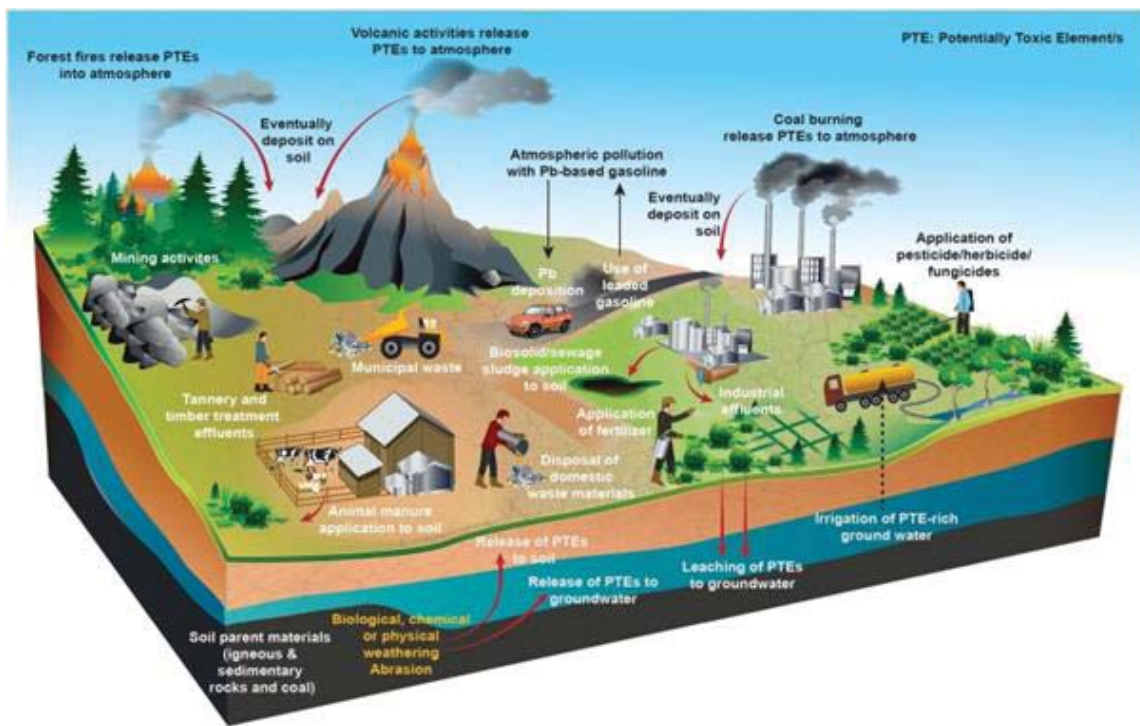 Volcanic activities release
PTEs to atmosphere
PTE: Potentially Toxic Element/s
Forest fires release PTEs
into atmosphere
Eventually
deposit on
soil
Atmospheric pollution
with Pb-based gasoline
Coal burning
release PTEs to atmosphere
Eventually
deposit on
soil
Application of
pesticide/herbicide/
fungicides
Mining activites
Pb
deposition
Use of
leaded
gasoline
Municipal waste
Biosolid/sewage
sludge application
to soil
Tannery and
timber treatment
effluents
Application
of fertilizer
Industrial
effluents
Disposal of
domestic
waste materials
Animal manure
application to soil
Irrigation of PTE-rich
ground water
Release of PTEs
to soil
Leaching of PTEs
to groundwater
Release of PTEs to
groundwater
Soil parent materials
(igneous &
sedimentary
rocks and coal)
Biological, chemical
or physical
weathering
Abrasion